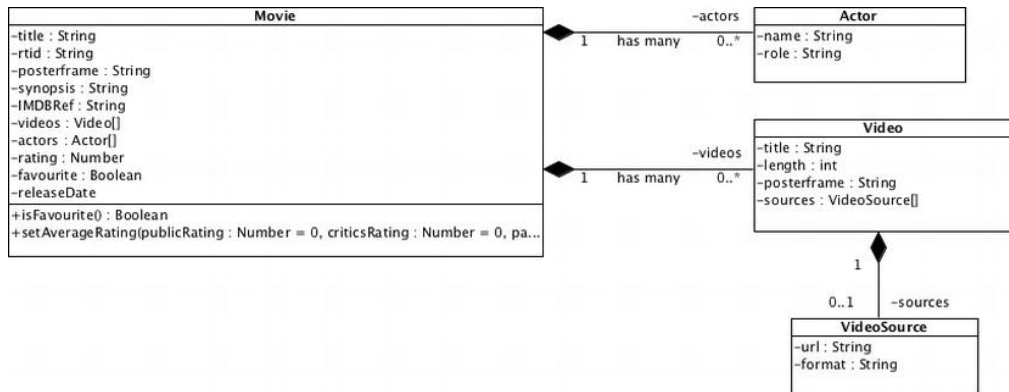 Movie
-title : String
-rtid : String
-posterframe : String
-synopsis : String
-IMDBRef : String
-videos : Video[]
-actors : Actor[]
-rating : Number
-favourite : Boolean
-releaseDate
+isFavourite() : Boolean
+setAverageRating(publicRating : Number = 0, criticsRating : Number = 0, pa...
-actors
1 has many 0..*
Actor
-name : String
-role : String
-videos
1 has many 0..*
Video
-title : String
-length : int
-posterframe : String
-sources : VideoSource[]
1
0..1 -sources
VideoSource
-url : String
-format : String